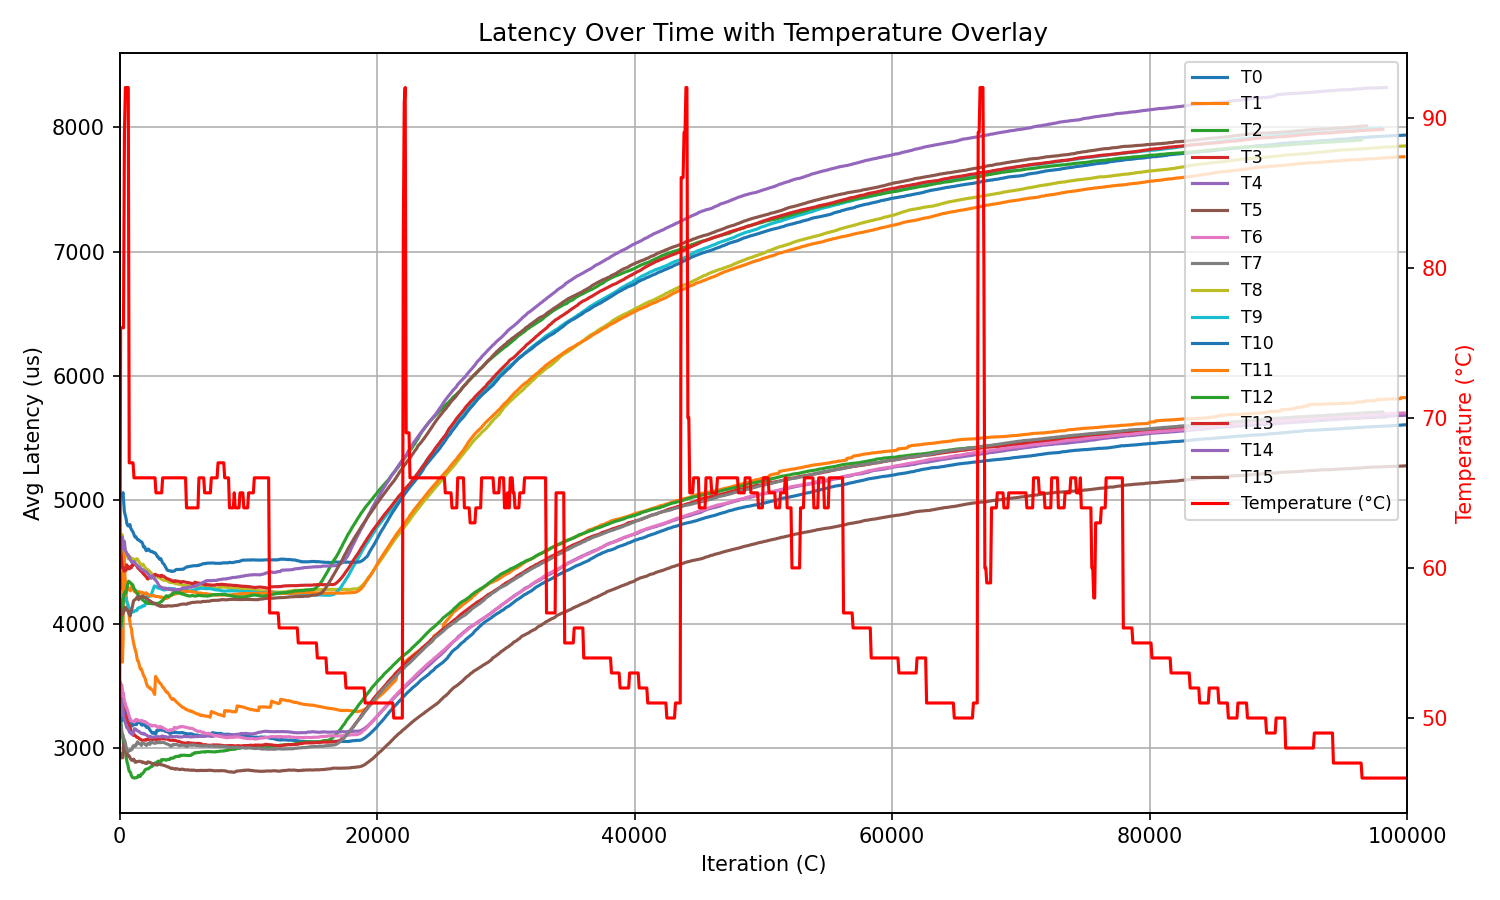 Latency Over Time with Temperature Overlay
Avg Latency (us)
8000
7000
6000
5000
4000
3000
0
20000
40000
60000
80000
100000
Iteration (C)
90
80
70
60
50
Temperature (°C)
T0
T1
T2
T3
T4
T5
T6
T7
T8
T9
T10
T11
T12
T13
T14
T15
Temperature (°C)